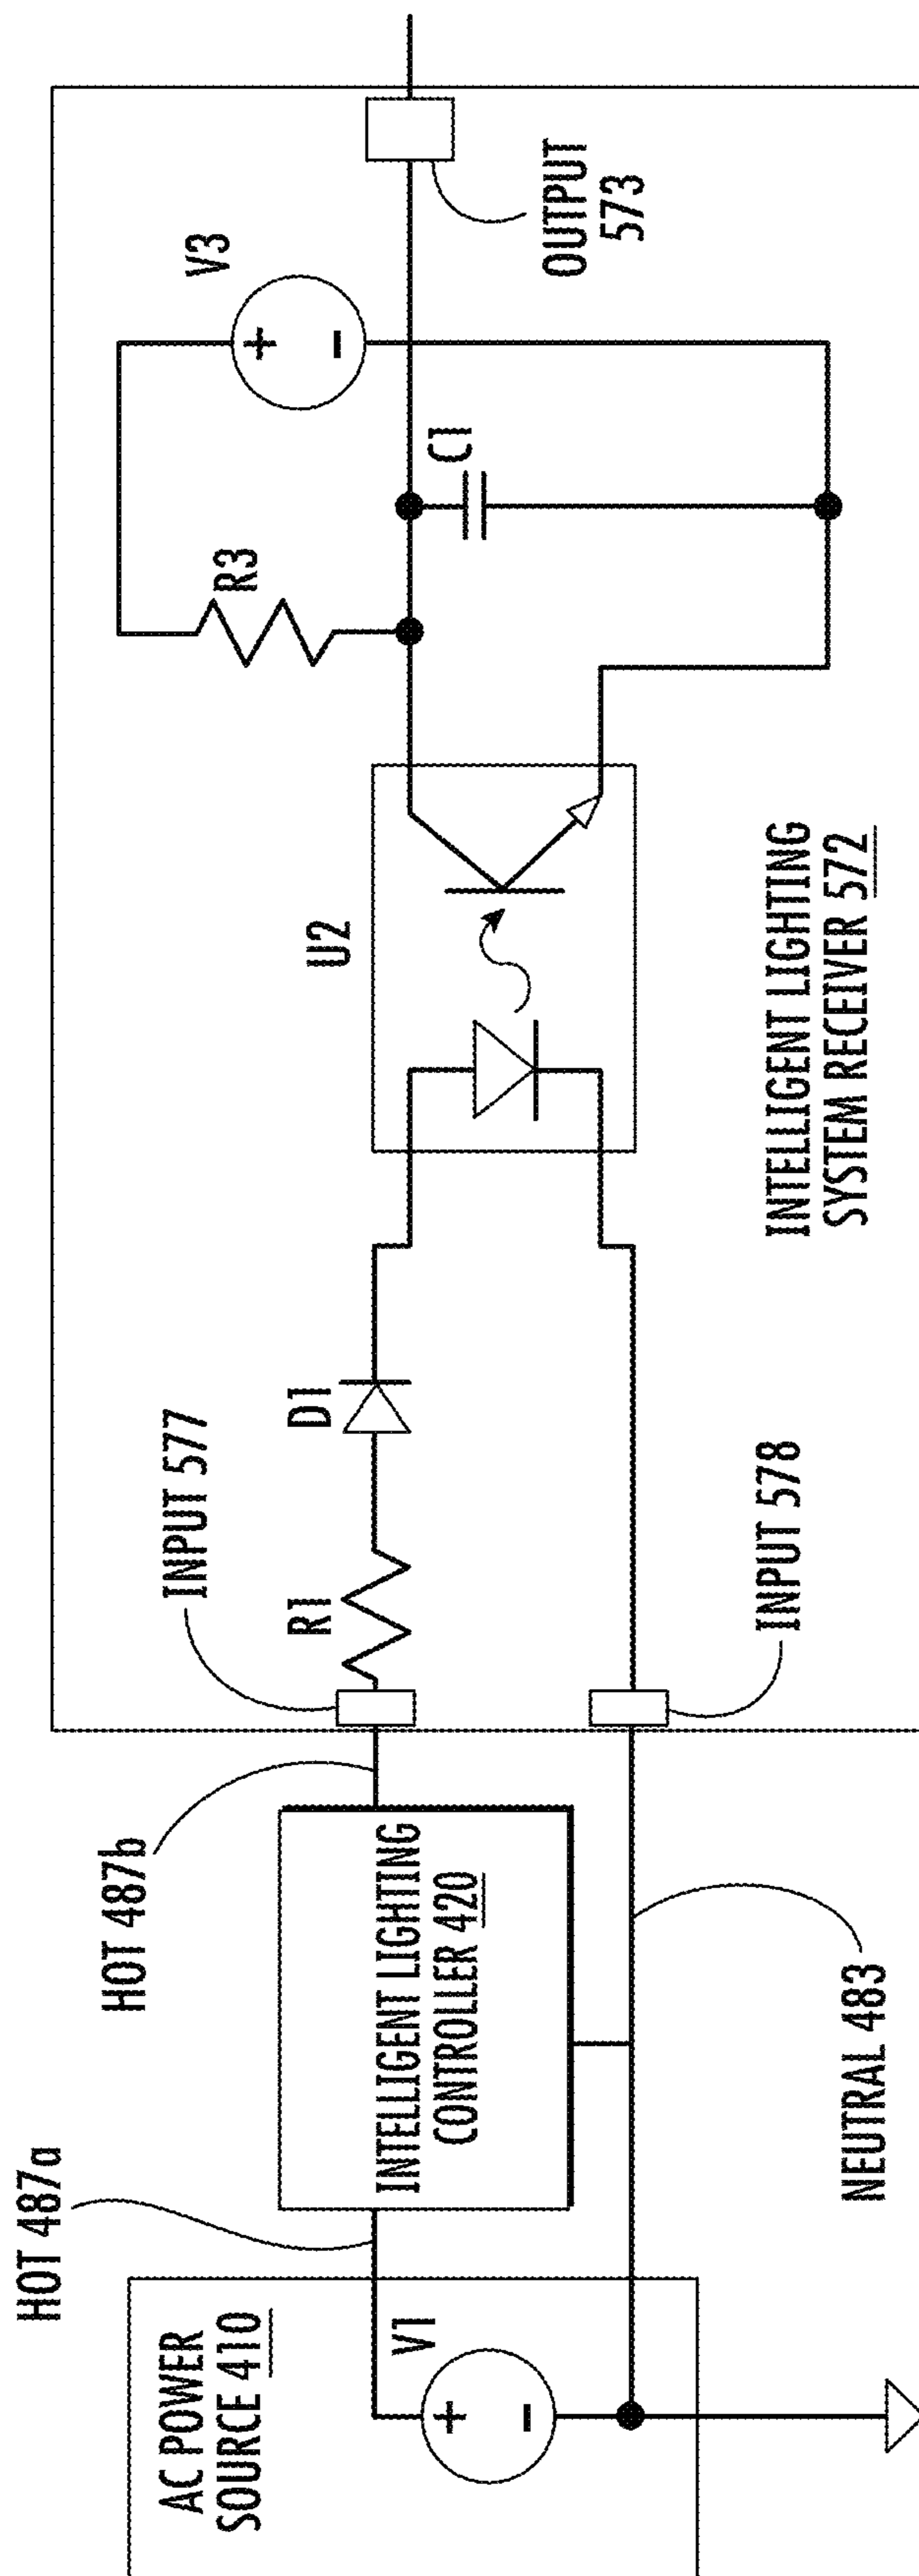 AC POWER
SOURCE 410
V1
+
-
HOT 487a
HOT 487b
INTELLIGENT LIGHTING
CONTROLLER 420
NEUTRAL 483
INPUT 577
INPUT 578
R1
D1
U2
R3
C1
V3
+
-
OUTPUT
573
INTELLIGENT LIGHTING
SYSTEM RECEIVER 572